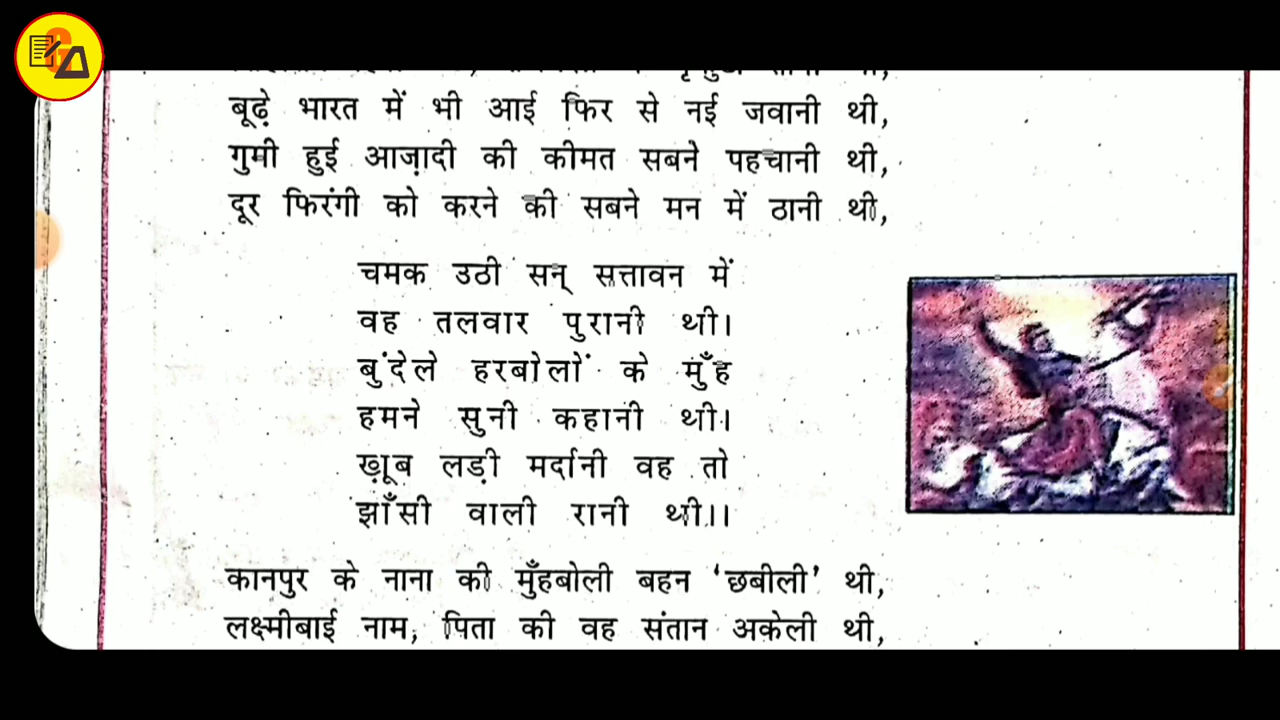 बूढ़े भारत में भी आई फिर से नई जवानी थी,
गुमी हुई आज़ादी की कीमत सबने पहचानी थी,
दूर फिरंगी को करने की सबने मन में ठानी थी,
चमक उठी सन् सत्तावन में
वह तलवार पुरानी थी।
बुंदेले हरबोलों के मुँह
हमने सुनी कहानी थी।
ख़ूब लड़ी मर्दानी वह तो
झाँसी वाली रानी थी।।
कानपुर के नाना की मुँहबोली बहन ‘छबीली’ थी,
लक्ष्मीबाई नाम, पिता की वह संतान अकेली थी,